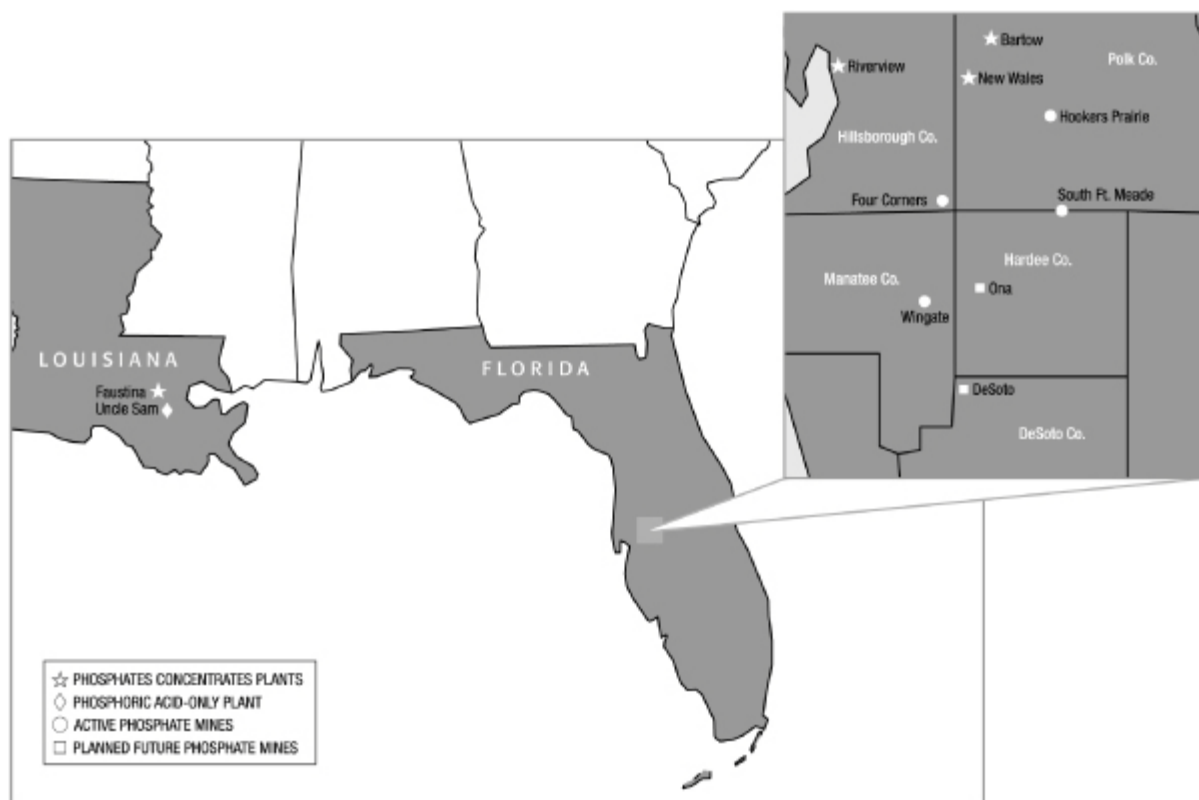 Bartow
Polk Co.
Riverview
New Wales
Hookers Prairie
Hillsborough Co.
South Ft. Meade
Four Corners
Hardee Co.
Manatee Co.
Ona
Wingate
LOUISIANA
FLORIDA
Faustina
DeSoto
Uncle Sam
DeSoto Co.
PHOSPHATES CONCENTRATES PLANTS
PHOSPHORIC ACID-ONLY PLANT
ACTIVE PHOSPHATE MINES
PLANNED FUTURE PHOSPHATE MINES